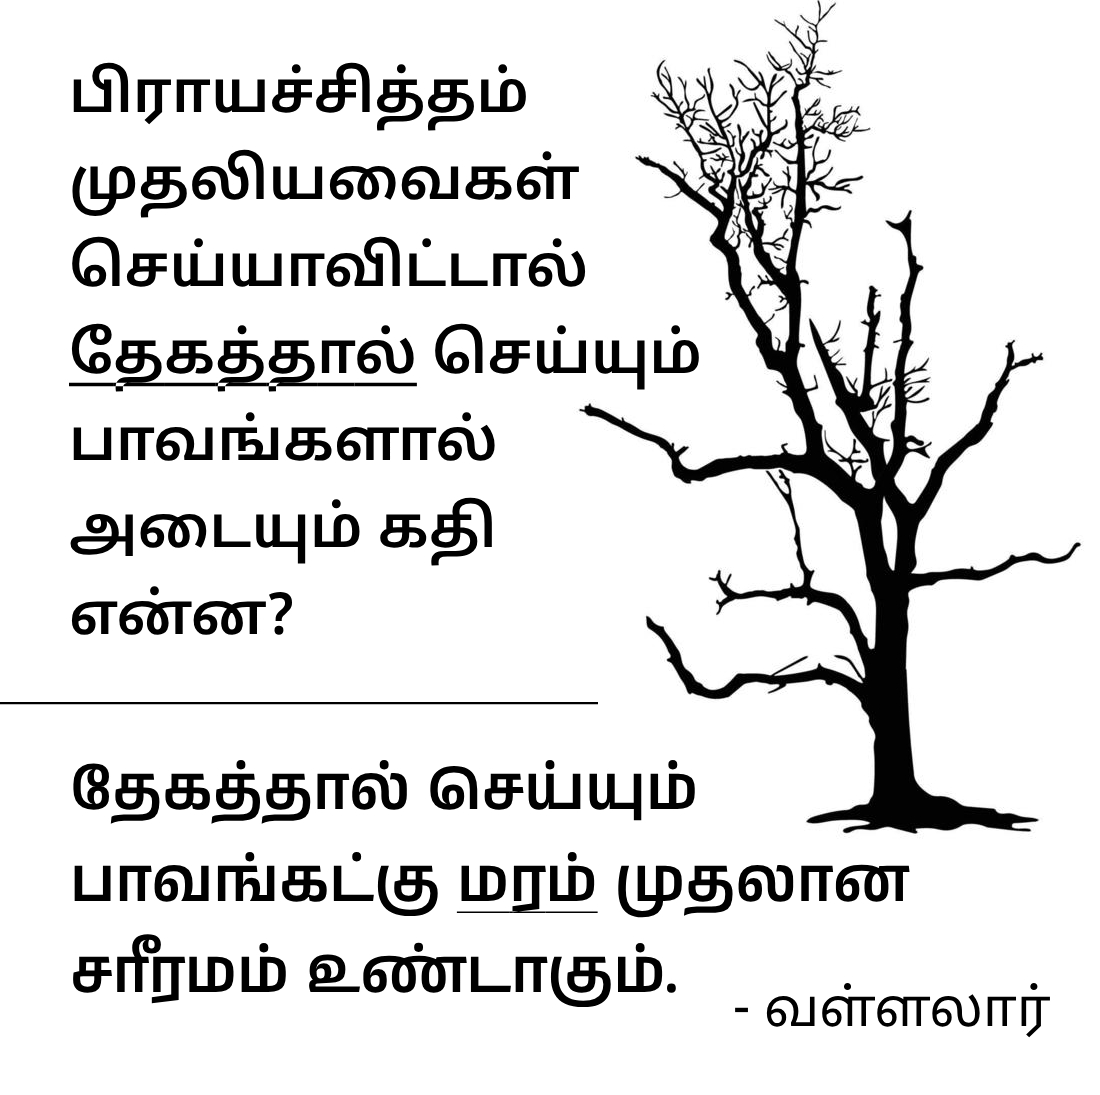 பிராயச்சித்தம்
முதலியவைகள்
செய்யாவிட்டால்
தேகத்தால் செய்யும்
பாவங்களால்
அடையும் கதி
என்ன?
தேகத்தால் செய்யும்
பாவங்கட்கு மரம் முதலான
சரீரமம் உண்டாகும்.
- வள்ளலார்